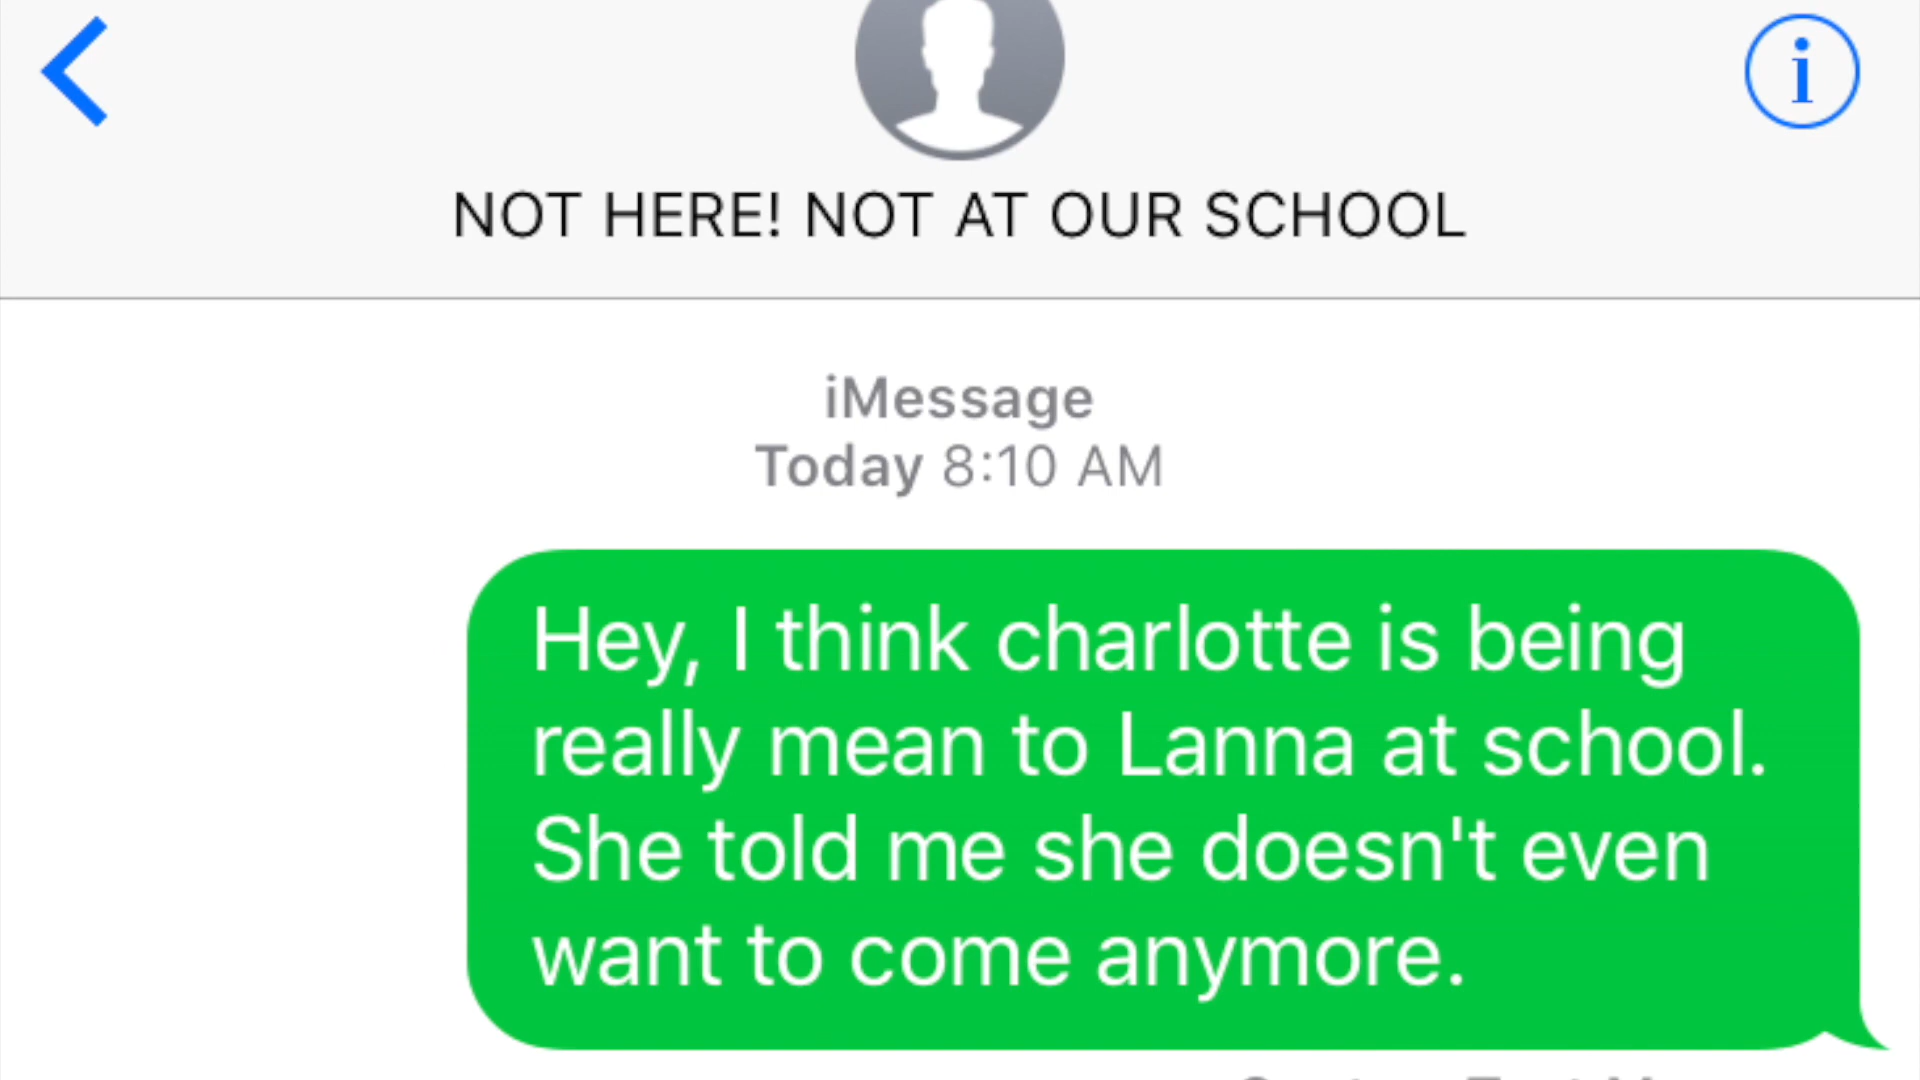 NOT HERE! NOT AT OUR SCHOOL
iMessage
Today 8:10 AM
Hey, I think charlotte is being
really mean to Lanna at school.
She told me she doesn't even
want to come anymore.